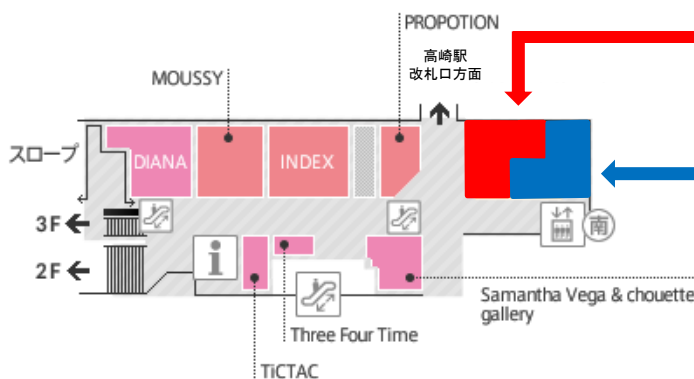 PROPOTION
高崎駅
改札口方面
MOUSSY
スロープ
DIANA
INDEX
3F
南
2F
i
Samantha Vega & chouette
gallery
Three Four Time
TiCTAC